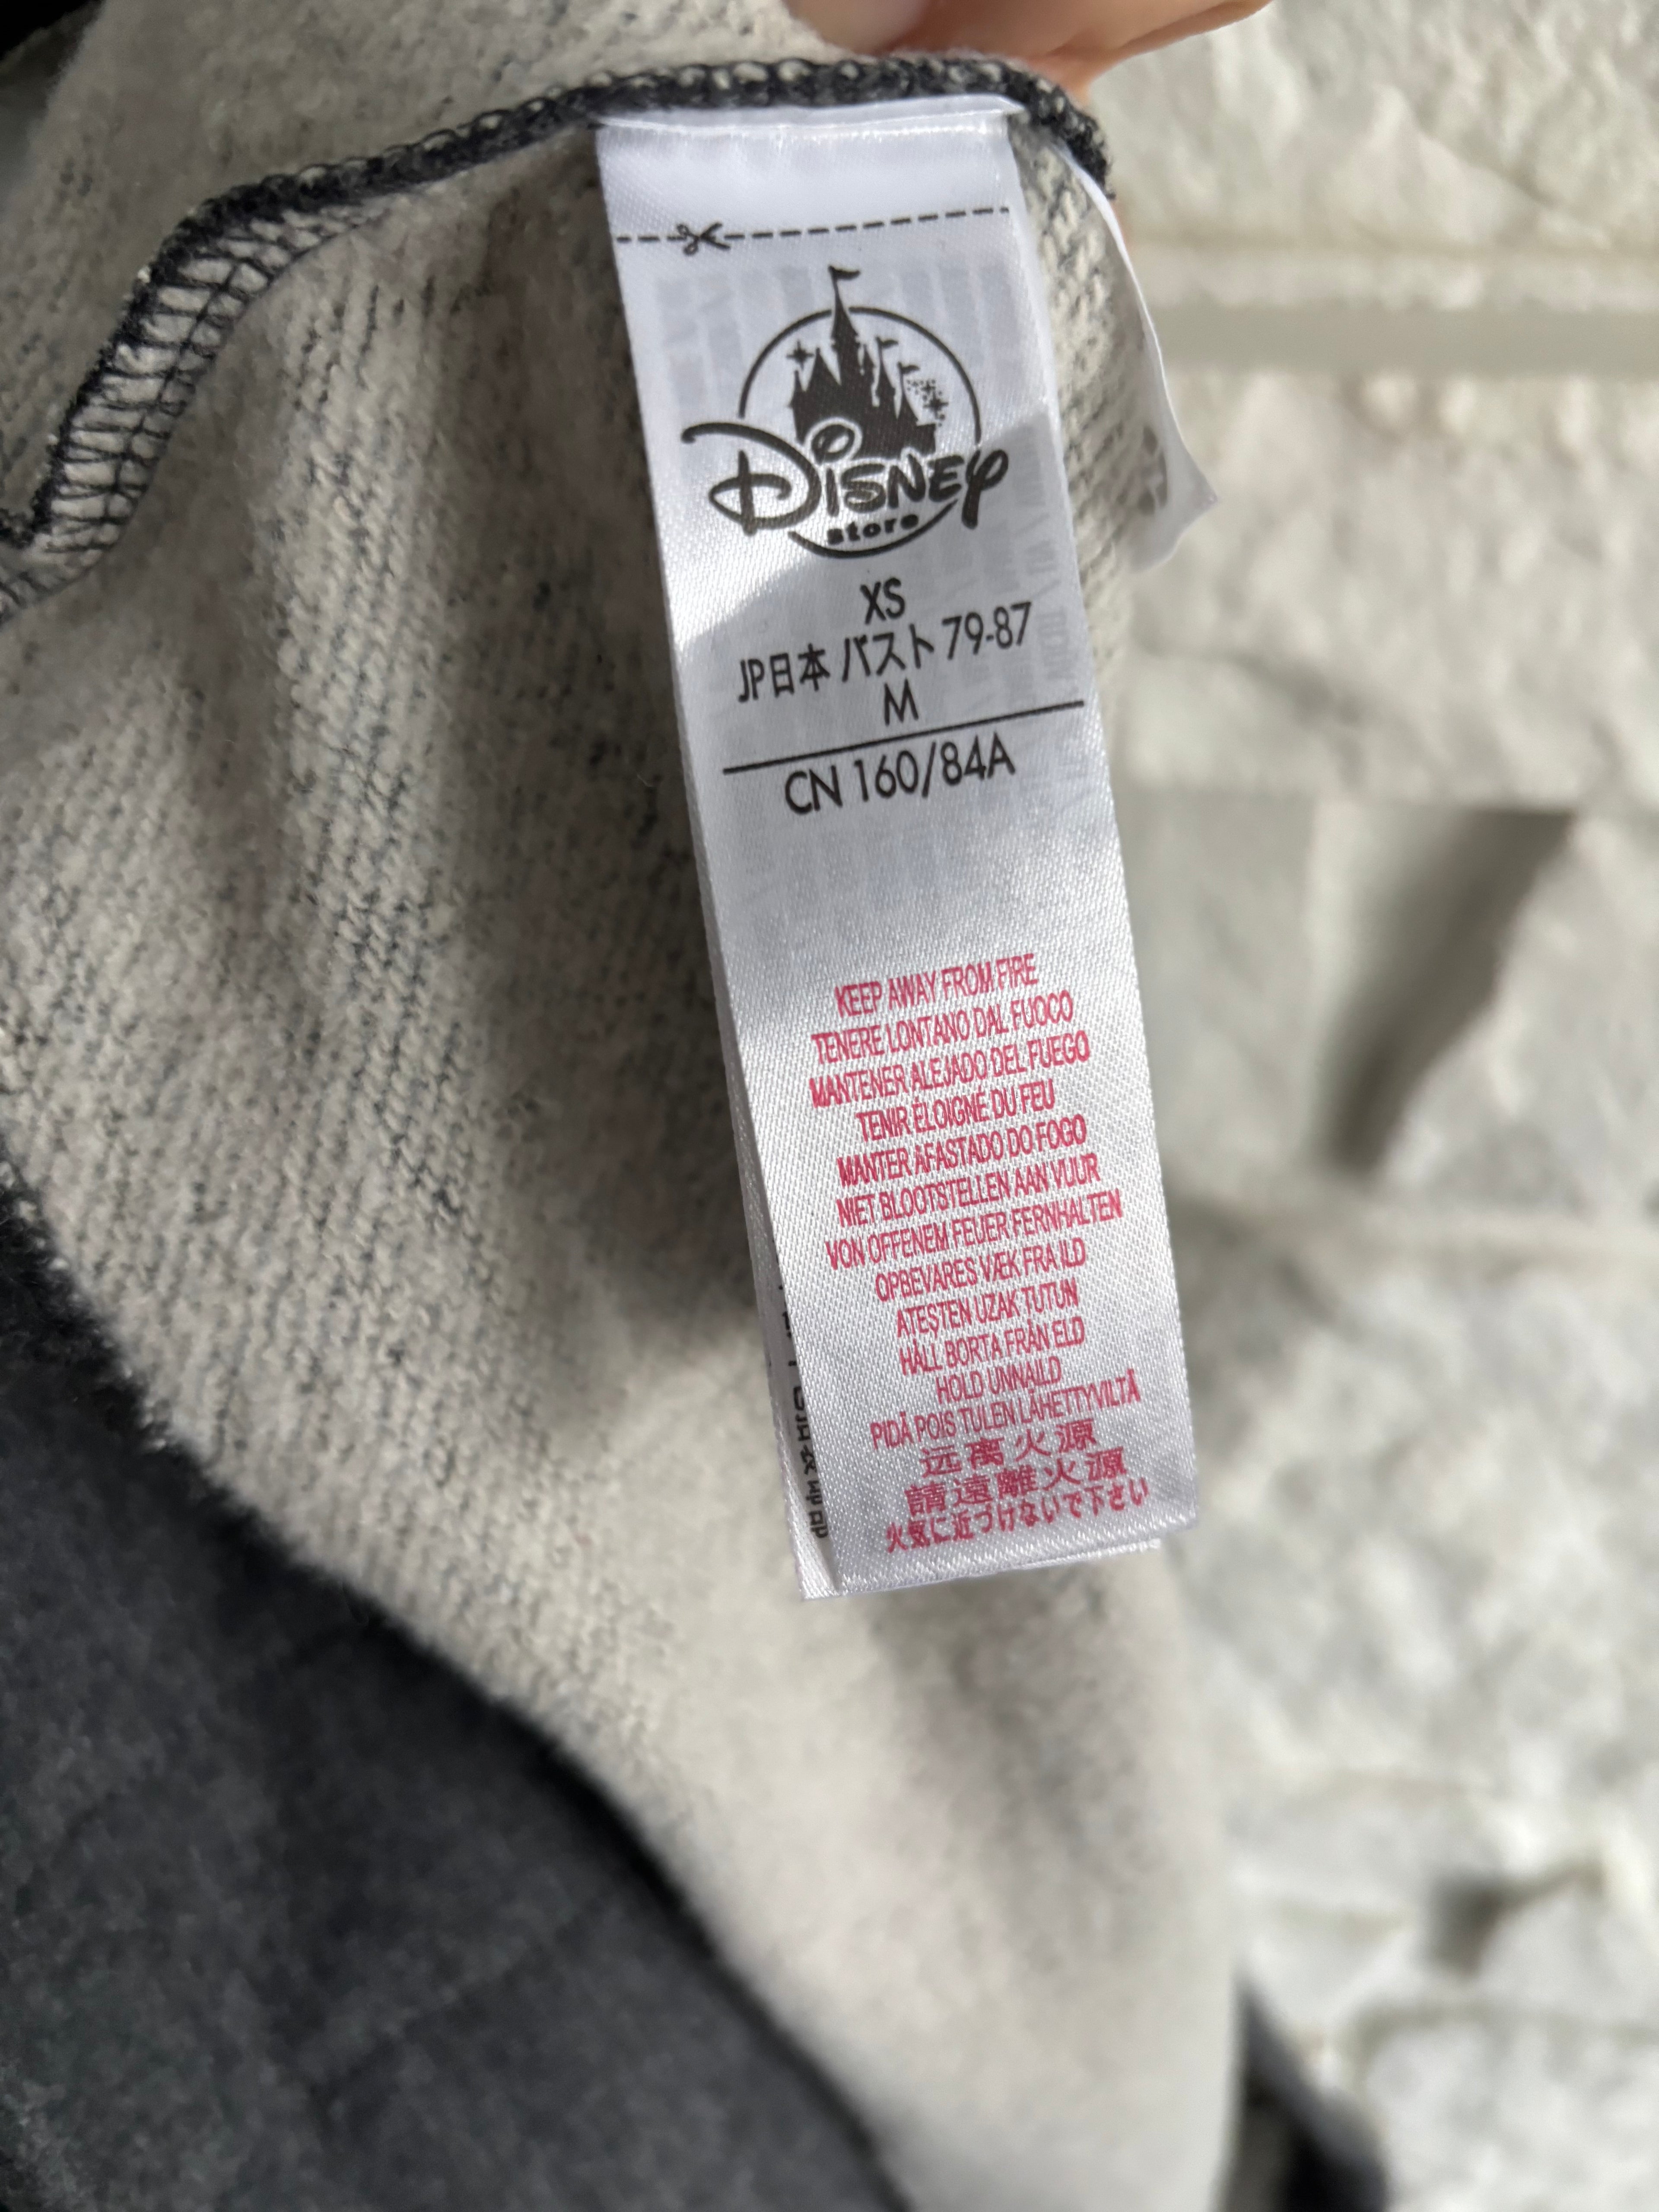 Disney
store
XS
JP日本 バスト 79-87
M
CN 160/84A
KEEP AWAY FROM FIRE
TENERE LONTANO DAL FUOCO
MANTENER ALEJADO DEL FUEGO
TENIR ÉLOIGNÉ DU FEU
MANTER AFASTADO DO FOGO
NIET BLOOTSTELLEN AAN VUUR
VON OFFENEM FEUER FERNHALTEN
OPBEVARES VÆK FRA ILD
ATEŞTEN UZAK TUTUN
HÅLL BORTA FRÅN ELD
HOLD UNNA ILD
PIDÄ POIS TULEN LÄHETTYVILTÄ
远离火源
請遠離火源
火気に近づけないで下さい